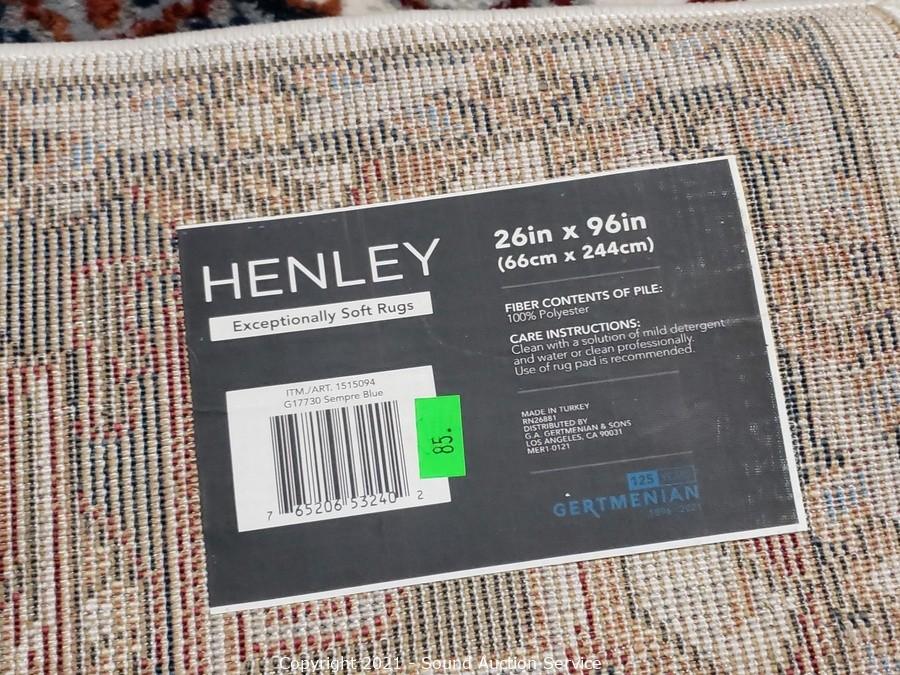 HENLEY
Exceptionally Soft Rugs
ITM./ART. 1515094
G17730 Sempre Blue
7 65206 53240 2
85.
26in x 96in
(66cm x 244cm)
FIBER CONTENTS OF PILE:
100% Polyester
CARE INSTRUCTIONS:
Clean with a solution of mild detergent
and water or clean professionally.
Use of rug pad is recommended.
MADE IN TURKEY
RN26881
DISTRIBUTED BY
G.A. GERTMENIAN & SONS
LOS ANGELES, CA 90031
MER1-0121
125
GERTMENIAN
1896-2021
Copyright 2021 - Sound Auction Service